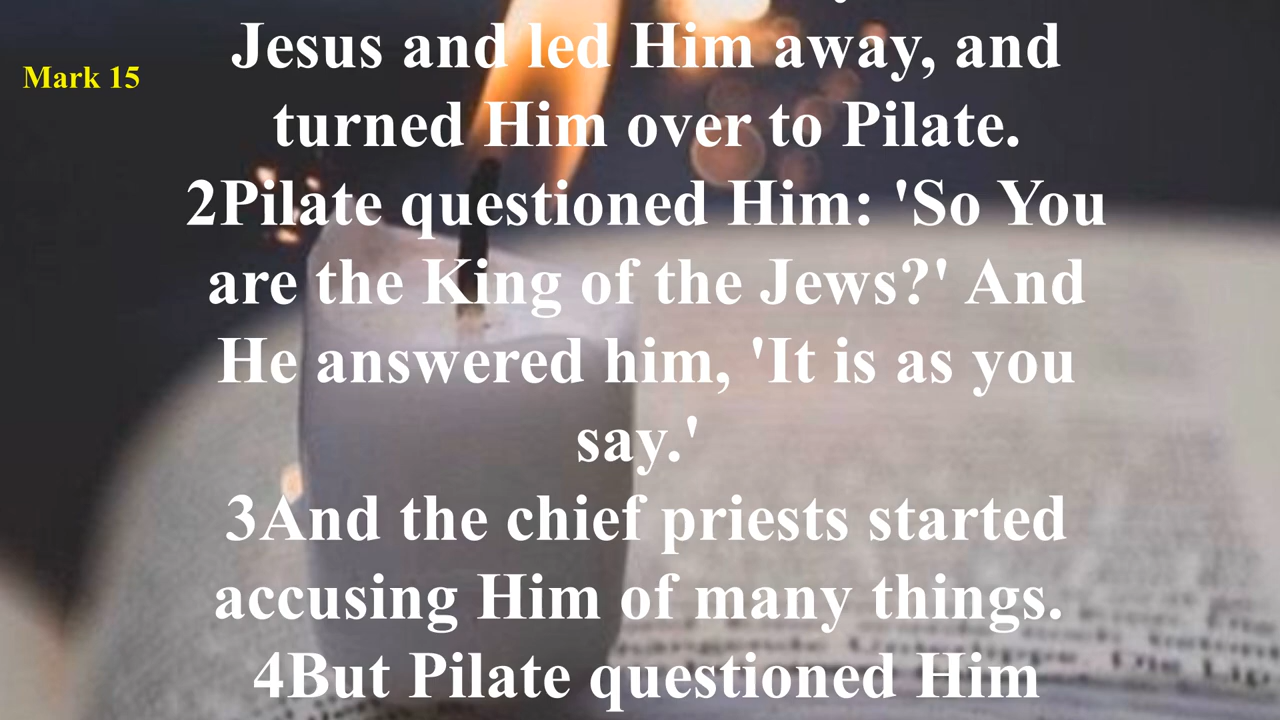 Mark 15
Jesus and led Him away, and
turned Him over to Pilate.
2Pilate questioned Him: 'So You
are the King of the Jews?' And
He answered him, 'It is as you
say.'
3And the chief priests started
accusing Him of many things.
4But Pilate questioned Him